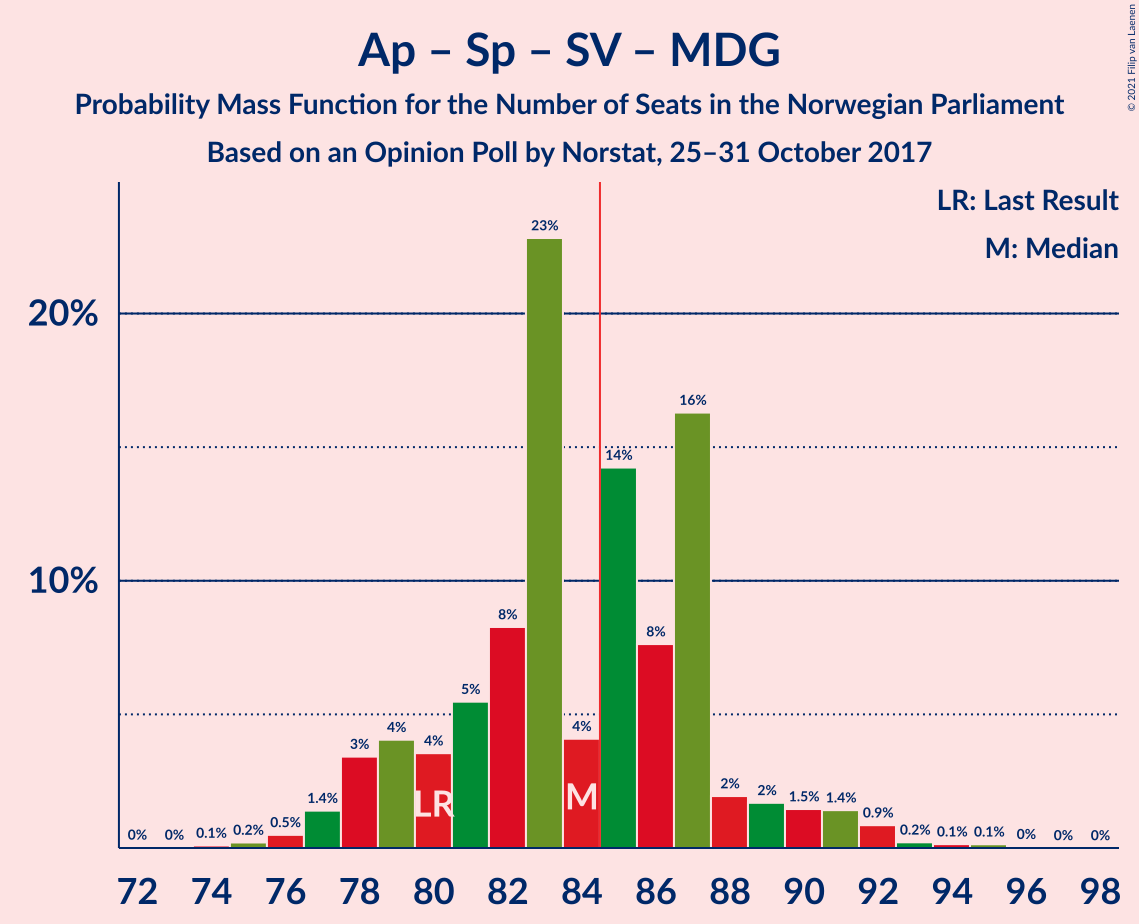 Ap – Sp – SV – MDG
Probability Mass Function for the Number of Seats in the Norwegian Parliament
Based on an Opinion Poll by Norstat, 25–31 October 2017
© 2021 Filip van Laenen
LR: Last Result
M: Median
20%
10%
0% 0% 0.1% 0.2% 0.5% 1.4% 3% 4% 4% 5% 8% 23% 4% 14% 8% 16% 2% 2% 1.5% 1.4% 0.9% 0.2% 0.1% 0.1% 0% 0% 0%
LR M
72 74 76 78 80 82 84 86 88 90 92 94 96 98